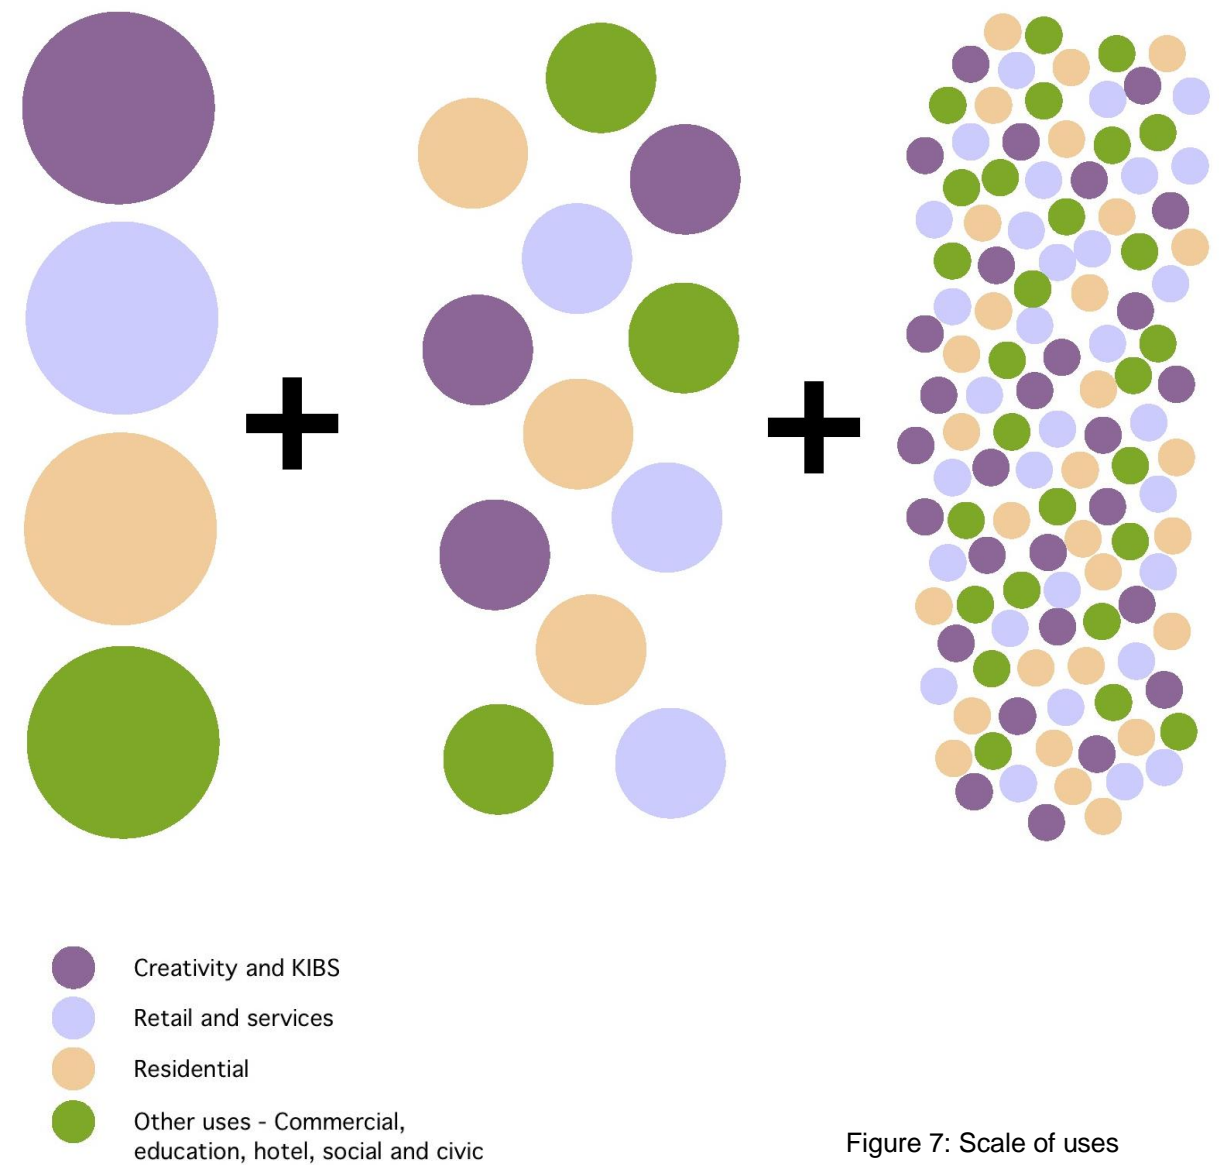 Creativity and KIBS
Retail and services
Residential
Other uses - Commercial,
education, hotel, social and civic
Figure 7: Scale of uses